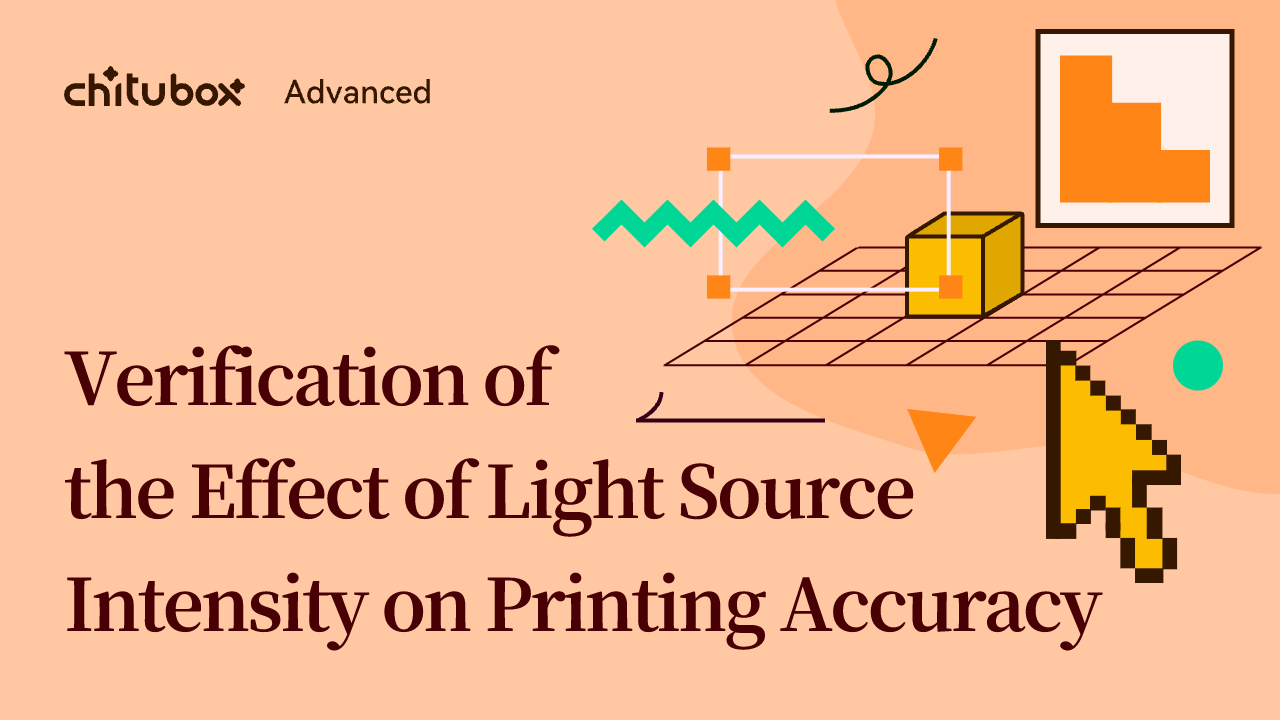 chitubox Advanced
Verification of
the Effect of Light Source
Intensity on Printing Accuracy